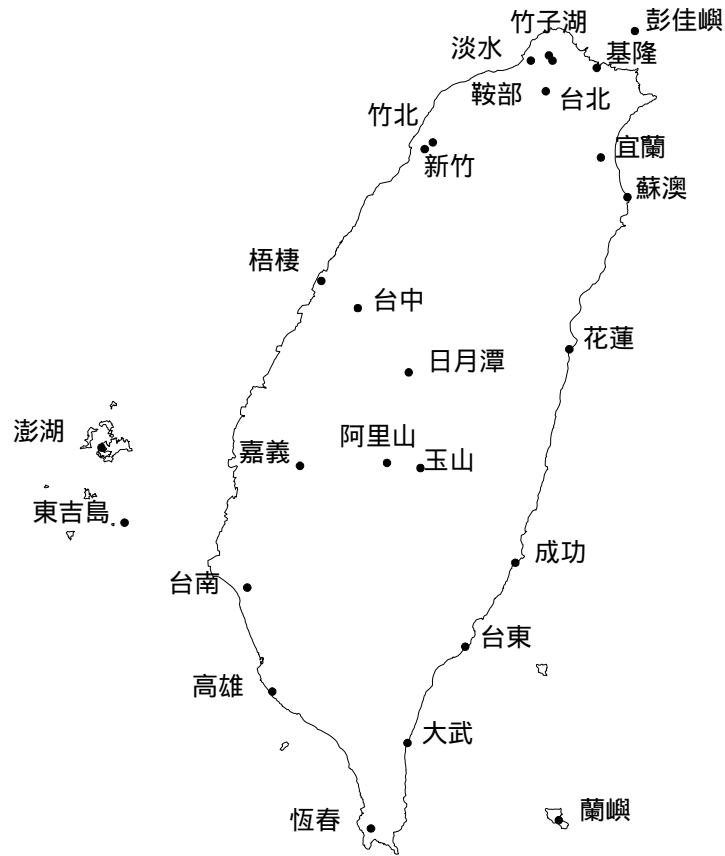 彭佳嶼
竹子湖
淡水
基隆
鞍部
台北
竹北
宜蘭
新竹
蘇澳
梧棲
台中
花蓮
日月潭
澎湖
阿里山
嘉義
玉山
東吉島
成功
台南
台東
高雄
大武
蘭嶼
恆春